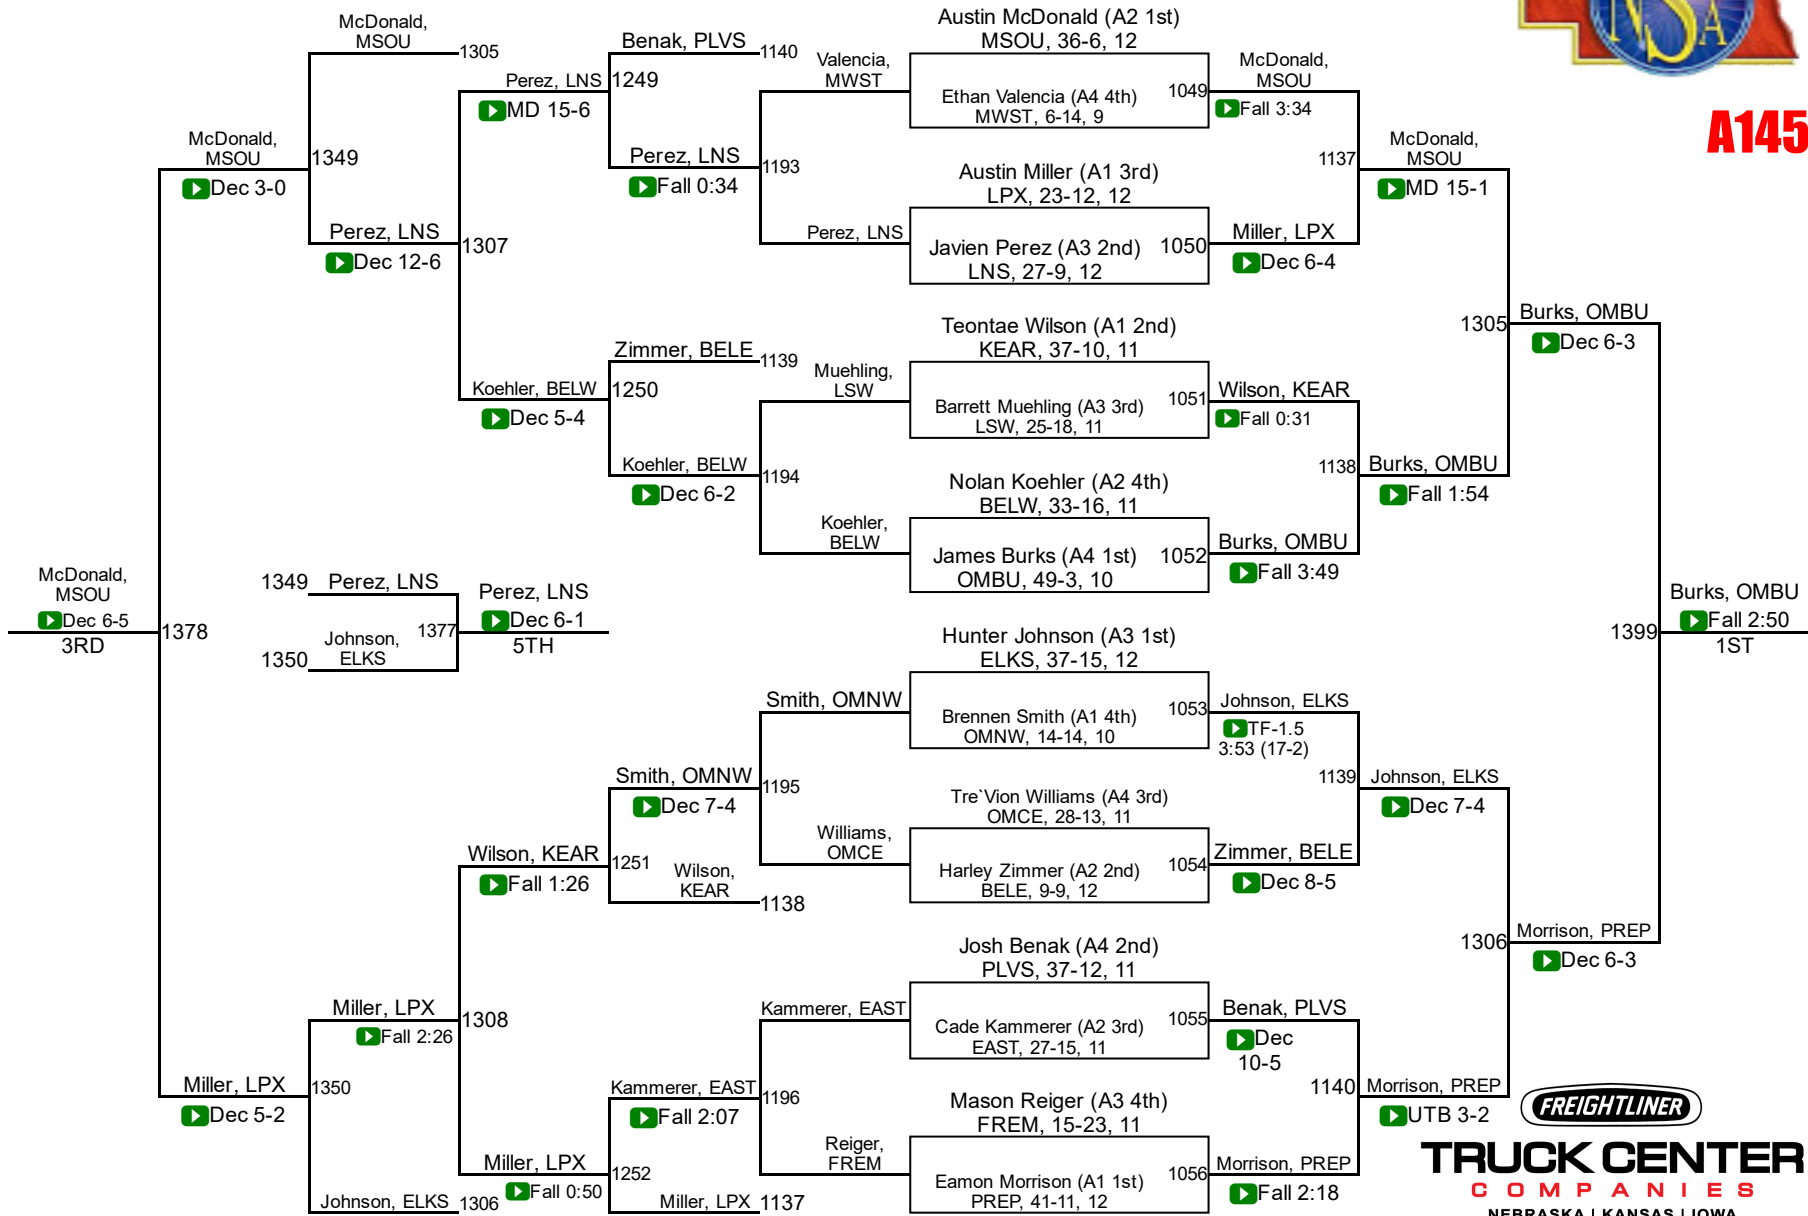 NSA
A145
McDonald,
MSOU
1305
Benak, PLVS
1140
Perez, LNS
1249
MD 15-6
Perez, LNS
1193
Fall 0:34
McDonald,
MSOU
1349
Dec 3-0
Perez, LNS
1307
Dec 12-6
Zimmer, BELE
1139
Koehler, BELW
1250
Dec 5-4
Koehler, BELW
1194
Dec 6-2
Valencia,
MWST
Perez, LNS
Muehling,
LSW
Koehler,
BELW
Austin McDonald (A2 1st)
MSOU, 36-6, 12
Ethan Valencia (A4 4th)
MWST, 6-14, 9
1049
McDonald,
MSOU
Fall 3:34
Austin Miller (A1 3rd)
LPX, 23-12, 12
Javien Perez (A3 2nd)
LNS, 27-9, 12
1050
Miller, LPX
Dec 6-4
1137
McDonald,
MSOU
MD 15-1
Teontae Wilson (A1 2nd)
KEAR, 37-10, 11
Barrett Muehling (A3 3rd)
LSW, 25-18, 11
1051
Wilson, KEAR
Fall 0:31
Nolan Koehler (A2 4th)
BELW, 33-16, 11
James Burks (A4 1st)
OMBU, 49-3, 10
1052
Burks, OMBU
Fall 3:49
1138
Burks, OMBU
Fall 1:54
1305
Burks, OMBU
Dec 6-3
McDonald,
MSOU
Dec 6-5
3RD
1378
1349
Perez, LNS
1350
Johnson,
ELKS
1377
Perez, LNS
Dec 6-1
5TH
1399
Burks, OMBU
Fall 2:50
1ST
Hunter Johnson (A3 1st)
ELKS, 37-15, 12
Brennen Smith (A1 4th)
OMNW, 14-14, 10
1053
Johnson, ELKS
TF-1.5
3:53 (17-2)
Tre`Vion Williams (A4 3rd)
OMCE, 28-13, 11
Harley Zimmer (A2 2nd)
BELE, 9-9, 12
1054
Zimmer, BELE
Dec 8-5
1139
Johnson, ELKS
Dec 7-4
Smith, OMNW
Williams,
OMCE
Smith, OMNW
1195
Dec 7-4
Wilson, KEAR
1251
Fall 1:26
Wilson,
KEAR
1138
Josh Benak (A4 2nd)
PLVS, 37-12, 11
Cade Kammerer (A2 3rd)
EAST, 27-15, 11
1055
Benak, PLVS
Dec
10-5
Mason Reiger (A3 4th)
FREM, 15-23, 11
Eamon Morrison (A1 1st)
PREP, 41-11, 12
1056
Morrison, PREP
Fall 2:18
1140
Morrison, PREP
UTB 3-2
1306
Morrison, PREP
Dec 6-3
Kammerer, EAST
Reiger,
FREM
Kammerer, EAST
1196
Fall 2:07
Miller, LPX
1308
Fall 2:26
Miller, LPX
1350
Dec 5-2
Miller, LPX
1252
Fall 0:50
Johnson, ELKS
1306
Miller, LPX
1137
FREIGHTLINER
TRUCK CENTER
COMPANIES
NEBRASKA | KANSAS | IOWA